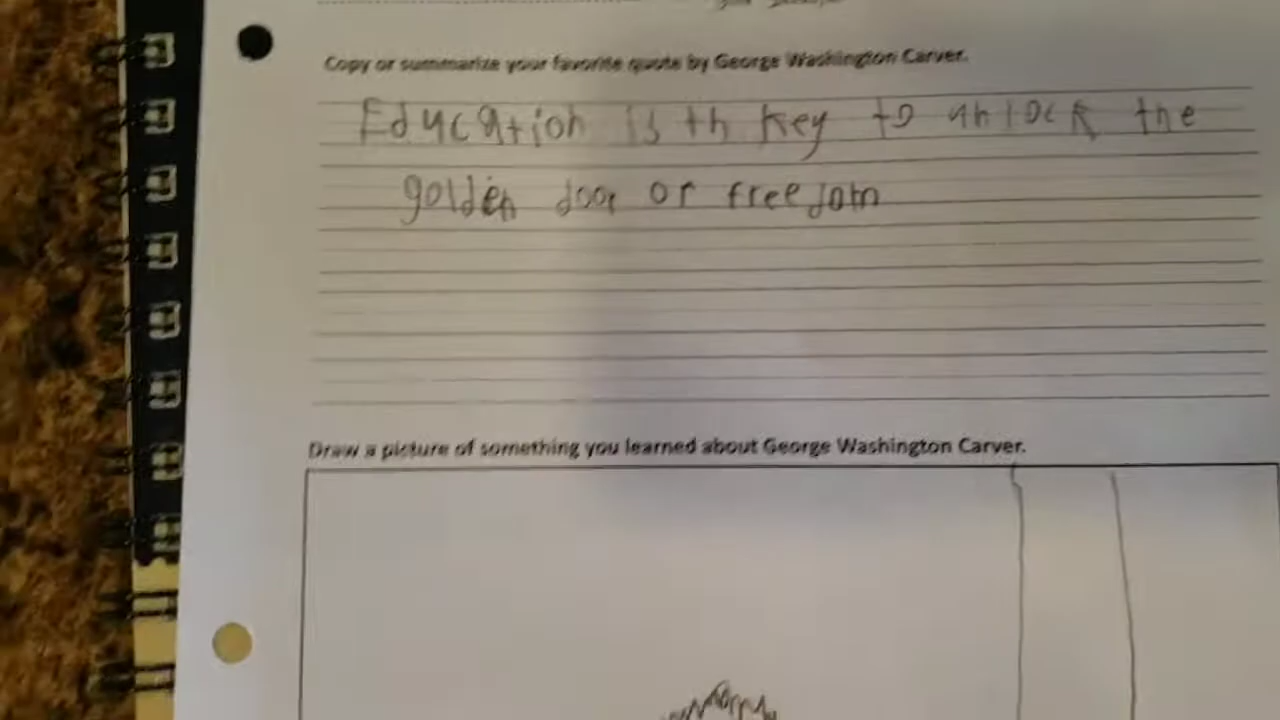 Copy or summarize your favorite quote by George Washington Carver.
Education is th key to unlock the
golden door or freedom
Draw a picture of something you learned about George Washington Carver.